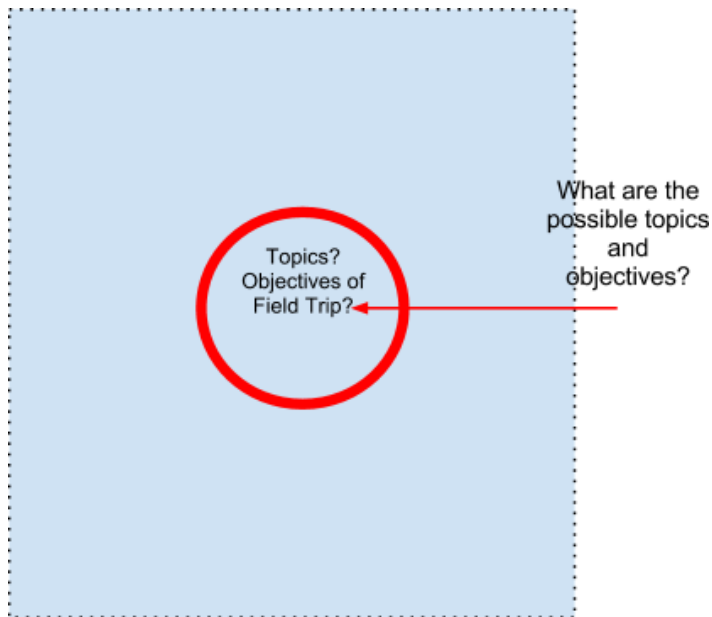 Topics?
Objectives of
Field Trip?
What are the
possible topics
and
objectives?